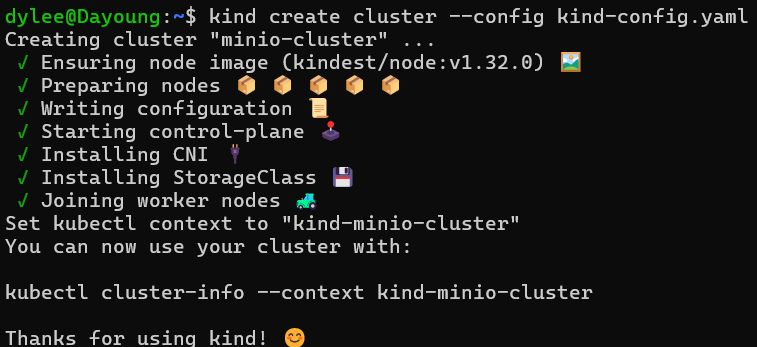 dylee@Dayoung:~$ kind create cluster --config kind-config.yaml
Creating cluster "minio-cluster" ...
✓ Ensuring node image (kindest/node:v1.32.0) 🖼️
✓ Preparing nodes 📦 📦 📦 📦 📦
✓ Writing configuration 📜
✓ Starting control-plane 🕹️
✓ Installing CNI 🔌
✓ Installing StorageClass 💾
✓ Joining worker nodes 🚜
Set kubectl context to "kind-minio-cluster"
You can now use your cluster with:
kubectl cluster-info --context kind-minio-cluster
Thanks for using kind! 😊